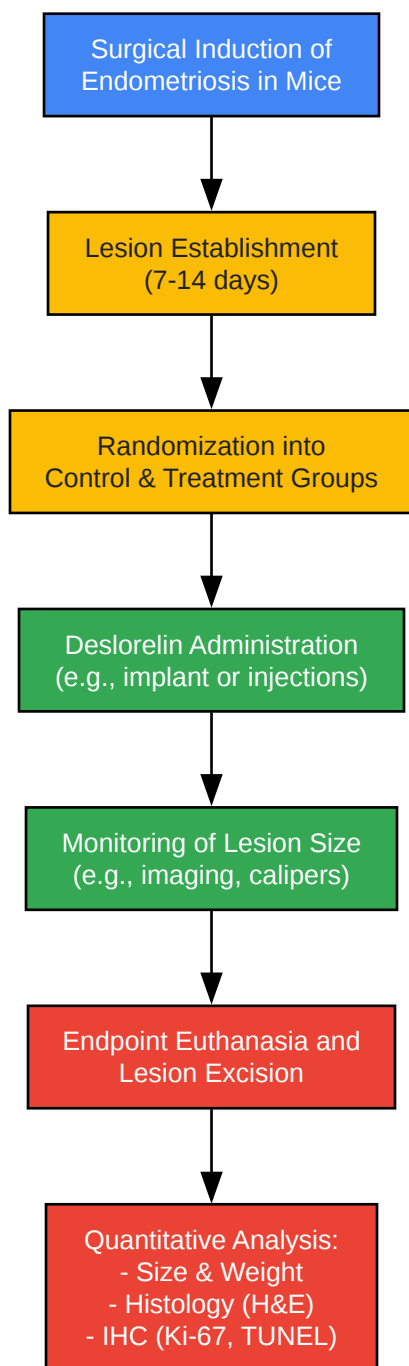 Surgical Induction of
Endometriosis in Mice
Lesion Establishment
(7-14 days)
Randomization into
Control & Treatment Groups
Deslorelin Administration
(e.g., implant or injections)
Monitoring of Lesion Size
(e.g., imaging, calipers)
Endpoint Euthanasia and
Lesion Excision
Quantitative Analysis:
- Size & Weight
- Histology (H&E)
- IHC (Ki-67, TUNEL)